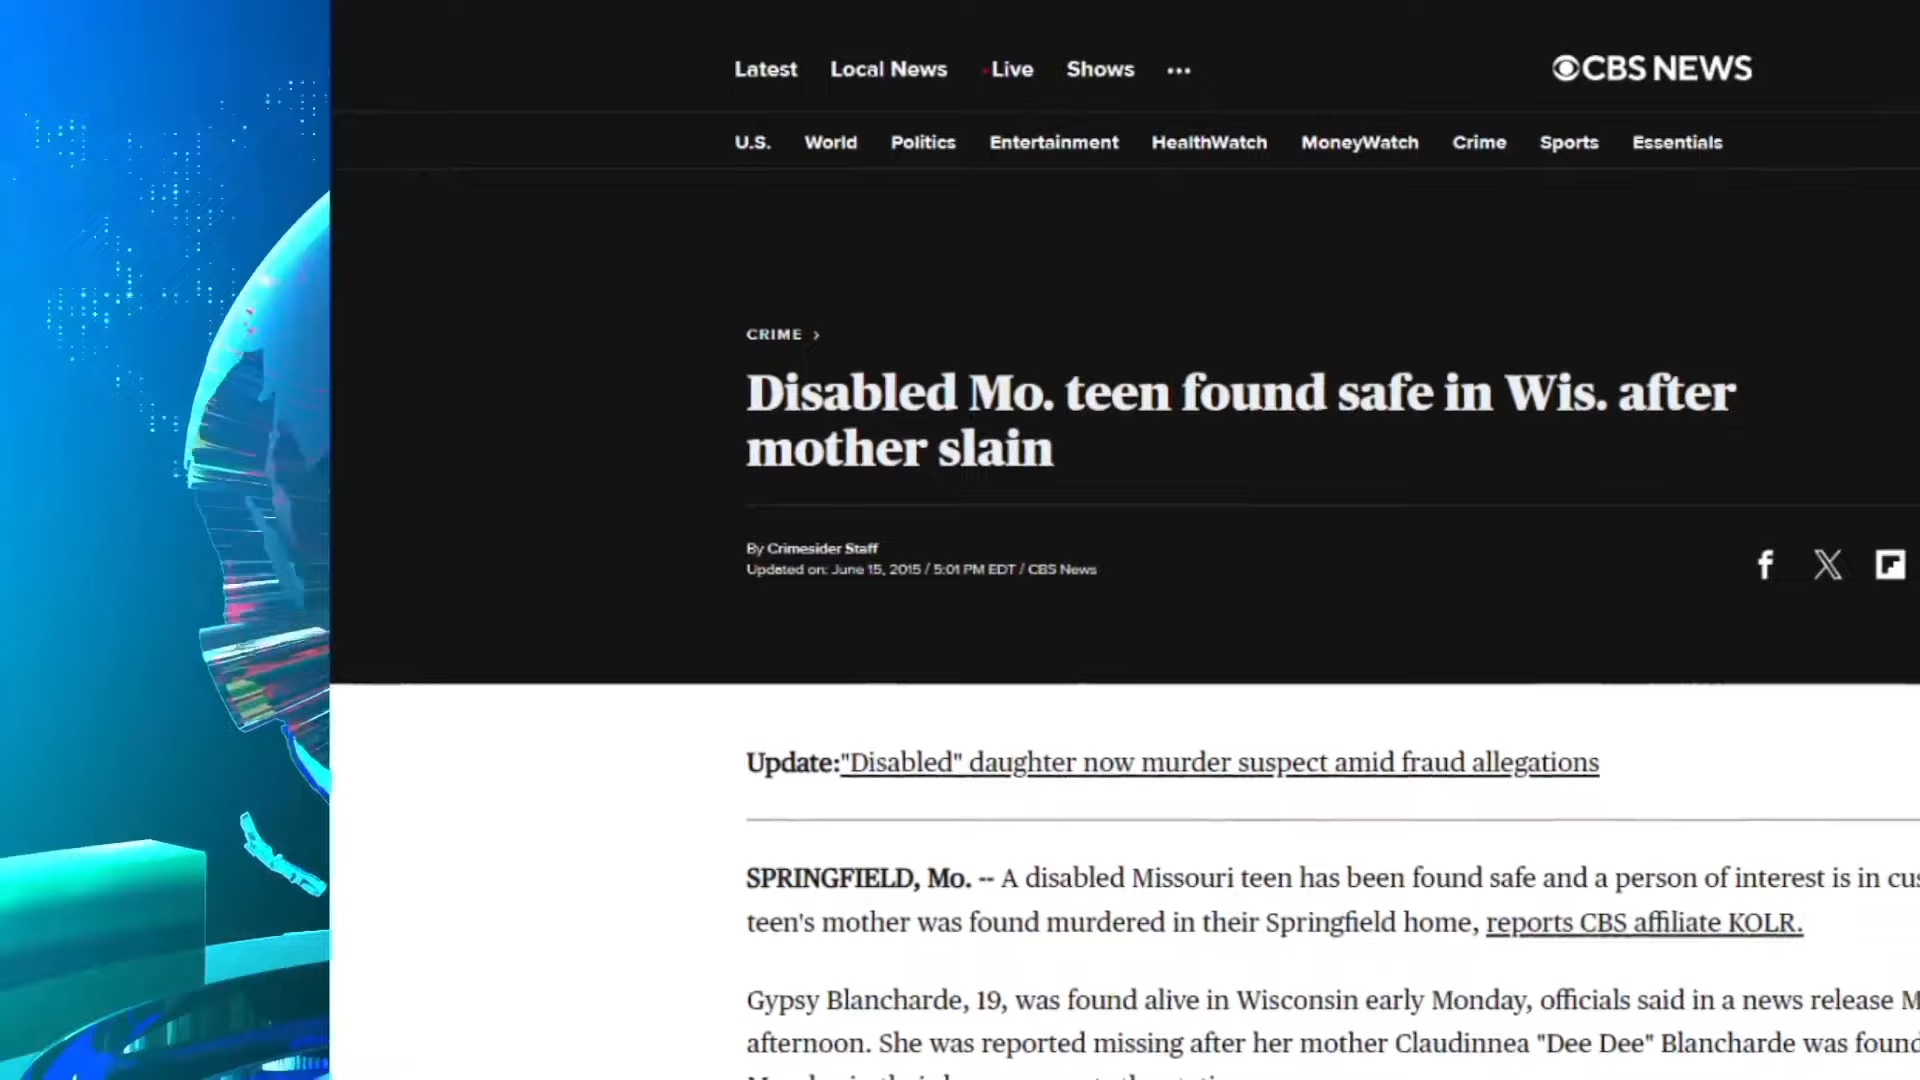 Latest Local News Live Shows ...
CBS NEWS
U.S. World Politics Entertainment HealthWatch MoneyWatch Crime Sports Essentials
CRIME >
Disabled Mo. teen found safe in Wis. after
mother slain
By Crimesider Staff
Updated on: June 15, 2015 / 5:01 PM EDT / CBS News
Update:"Disabled" daughter now murder suspect amid fraud allegations
SPRINGFIELD, Mo. -- A disabled Missouri teen has been found safe and a person of interest is in
teen's mother was found murdered in their Springfield home, reports CBS affiliate KOLR.
Gypsy Blancharde, 19, was found alive in Wisconsin early Monday, officials said in a news release
afternoon. She was reported missing after her mother Claudinnea "Dee Dee" Blancharde was found